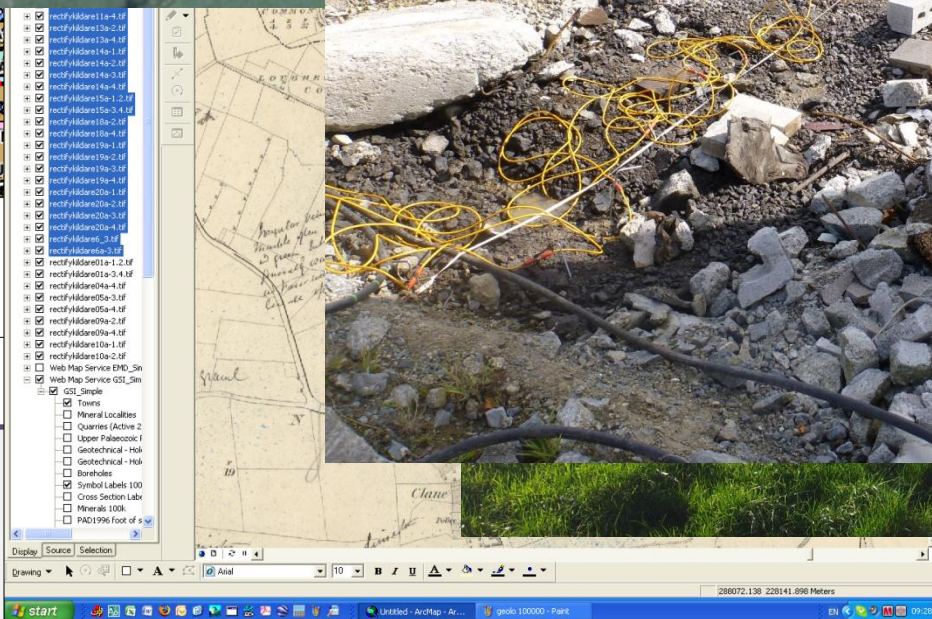 rectifykildare11a-4.tif
rectifykildare13a-2.tif
rectifykildare13a-4.tif
rectifykildare14a-1.tif
rectifykildare14a-2.tif
rectifykildare14a-3.tif
rectifykildare14a-4.tif
rectifykildare15a-1.2.tif
rectifykildare15a-3.4.tif
rectifykildare18a-2.tif
rectifykildare18a-4.tif
rectifykildare19a-1.tif
rectifykildare19a-2.tif
rectifykildare19a-3.tif
rectifykildare19a-4.tif
rectifykildare20a-1.tif
rectifykildare20a-2.tif
rectifykildare20a-3.tif
rectifykildare20a-4.tif
rectifykildare6_3.tif
rectifykildare6a-3.tif
rectifykildare01a-1.2.tif
rectifykildare01a-3.4.tif
rectifykildare04a-4.tif
rectifykildare05a-3.tif
rectifykildare05a-4.tif
rectifykildare09a-2.tif
rectifykildare09a-4.tif
rectifykildare10a-1.tif
rectifykildare10a-2.tif
Web Map Service EMD_Sin
Web Map Service GSI_Sim
GSI_Simple
Towns
Mineral Localities
Quarries (Active 2
Upper Palaeozoic F
Geotechnical - Hol
Geotechnical - Hol
Boreholes
Symbol Labels 100
Cross Section Labe
Minerals 100k
PAD1996 foot of s
Display Source Selection
N
19
Clane
Drawing
A
Arial
10
B I U A
start
Untitled - ArcMap - Ar...
geolo 100000 - Paint
288072.138 228141.898 Meters
EN
09:28